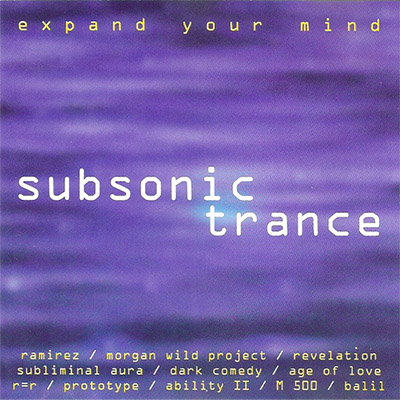 expand your mind
subsonic
trance
ramirez / morgan wild project / revelation
subliminal aura / dark comedy / age of love
r=r / prototype / ability II / M 500 / balil